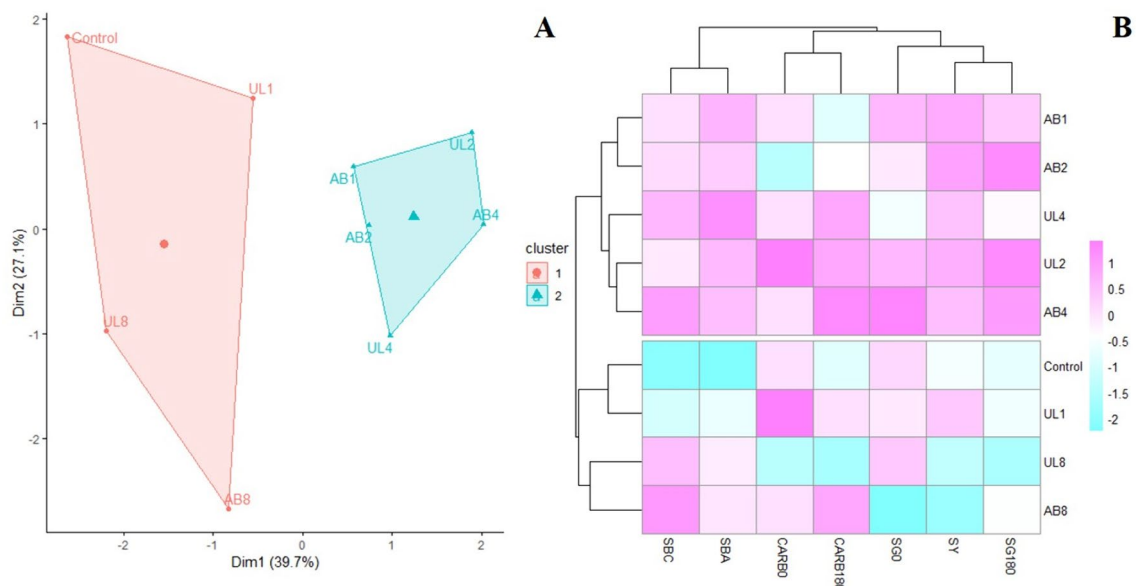 A
B
2
1
0
-1
-2
Dim2 (27.1%)
Control
UL1
UL2
AB1
AB2
AB4
UL8
UL4
AB8
-2
-1
0
1
2
Dim1 (39.7%)
cluster
1
2
AB1
AB2
UL4
UL2
AB4
Control
UL1
UL8
AB8
SBC
SBA
CARB0
CARB180
SG0
SY
SG180
1
0.5
0
-0.5
-1
-1.5
-2